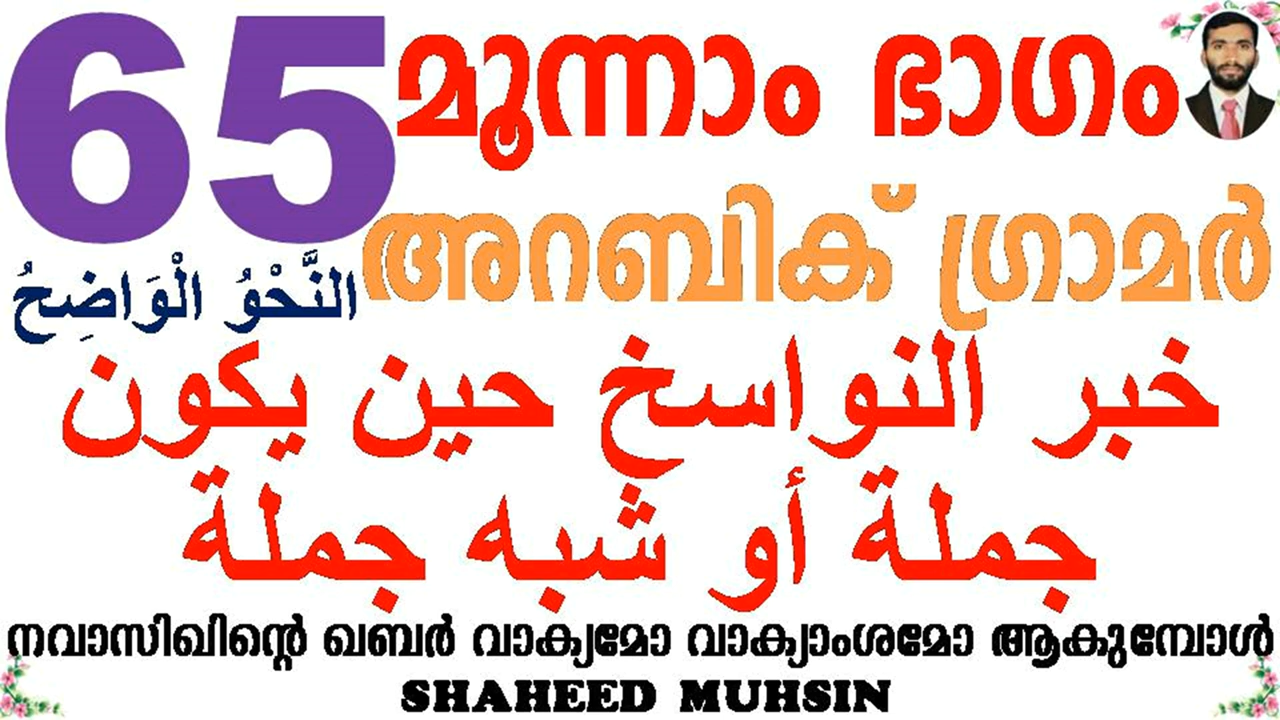 65
മൂന്നാം ഭാഗം
അറബിക് ഗ്രാമർ
النَّحْوُ الْوَاضِحُ
خبر النواسخ حين يكون
جملة أو شبه جملة
നവാസിഖിന്റെ ഖബർ വാക്യമോ വാക്യാംശമോ ആകുമ്പോൾ
SHAHEED MUHSIN